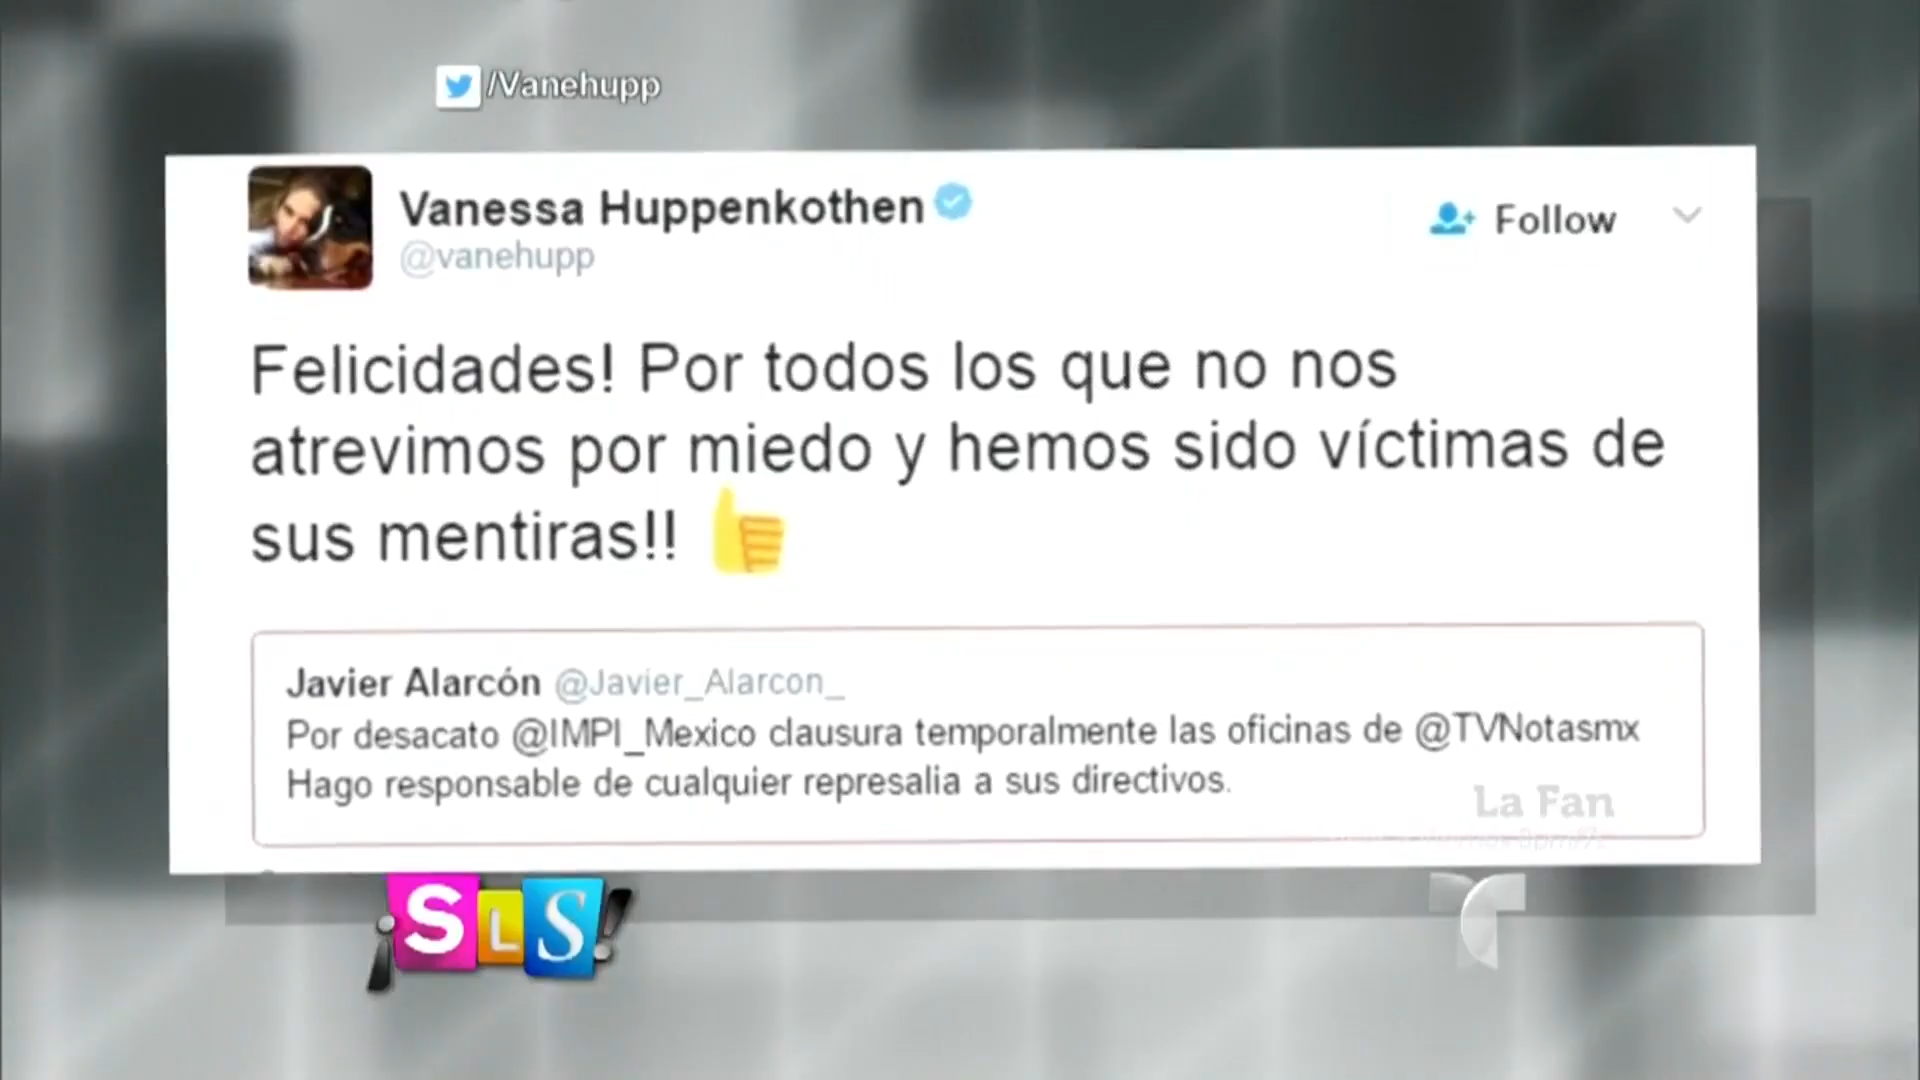 /Vanehupp
Vanessa Huppenkothen
@vanehupp
Follow
Felicidades! Por todos los que no nos
atrevimos por miedo y hemos sido víctimas de
sus mentiras!!
Javier Alarcón @Javier_Alarcon_
Por desacato @IMPI_Mexico clausura temporalmente las oficinas de @TVNotasmx
Hago responsable de cualquier represalia a sus directivos.
La Fan
¡SLS!